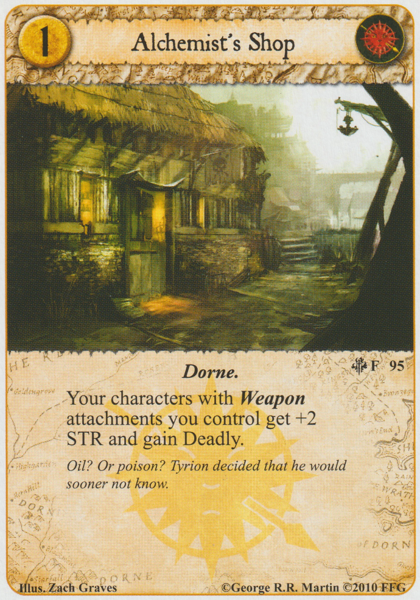 1
Alchemist's Shop
Dorne.
F 95
Your characters with Weapon
attachments you control get +2
STR and gain Deadly.
Oil? Or poison? Tyrion decided that he would
sooner not know.
DORNE
Illus. Zach Graves
©George R.R. Martin ©2010 FFG